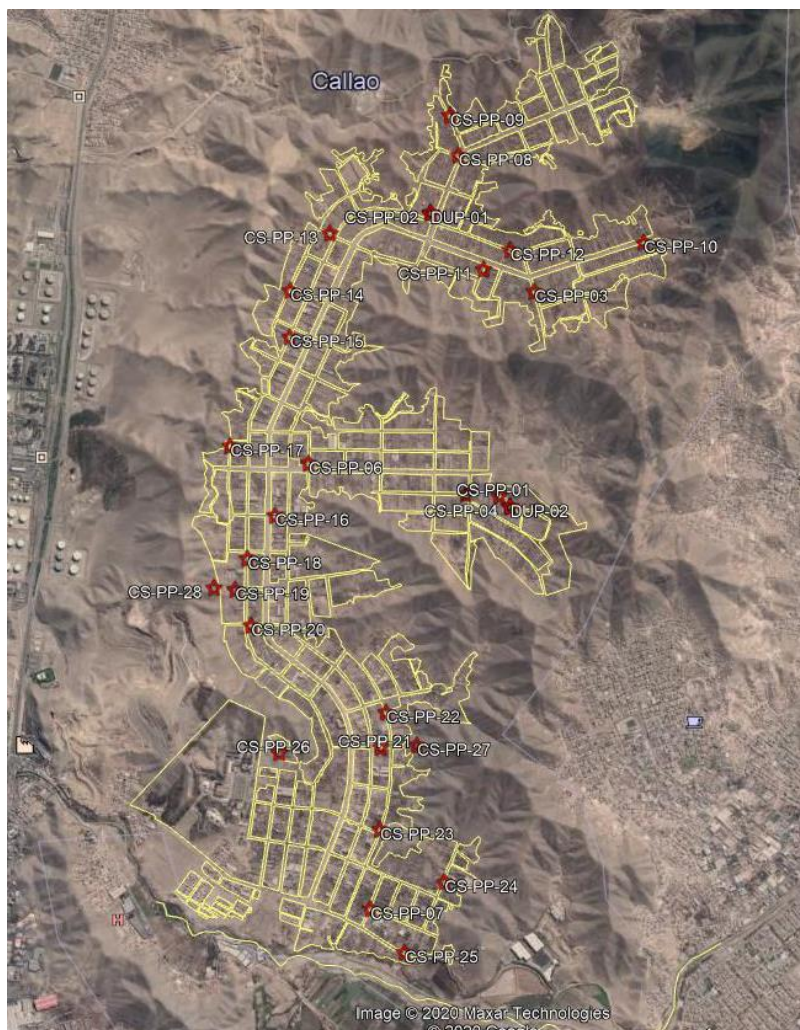 Callao
CS-PP-09
CS-PP-08
CS-PP-02
DUP-01
CS-PP-13
CS-PP-12
CS-PP-10
CS-PP-11
CS-PP-03
CS-PP-14
CS-PP-15
CS-PP-17
CS-PP-06
CS-PP-01
CS-PP-04
DUP-02
CS-PP-16
CS-PP-18
CS-PP-28
CS-PP-19
CS-PP-20
CS-PP-22
CS-PP-26
CS-PP-21
CS-PP-27
CS-PP-23
CS-PP-24
CS-PP-07
H
CS-PP-25
Image © 2020 Maxar Technologies
© 2020 Google